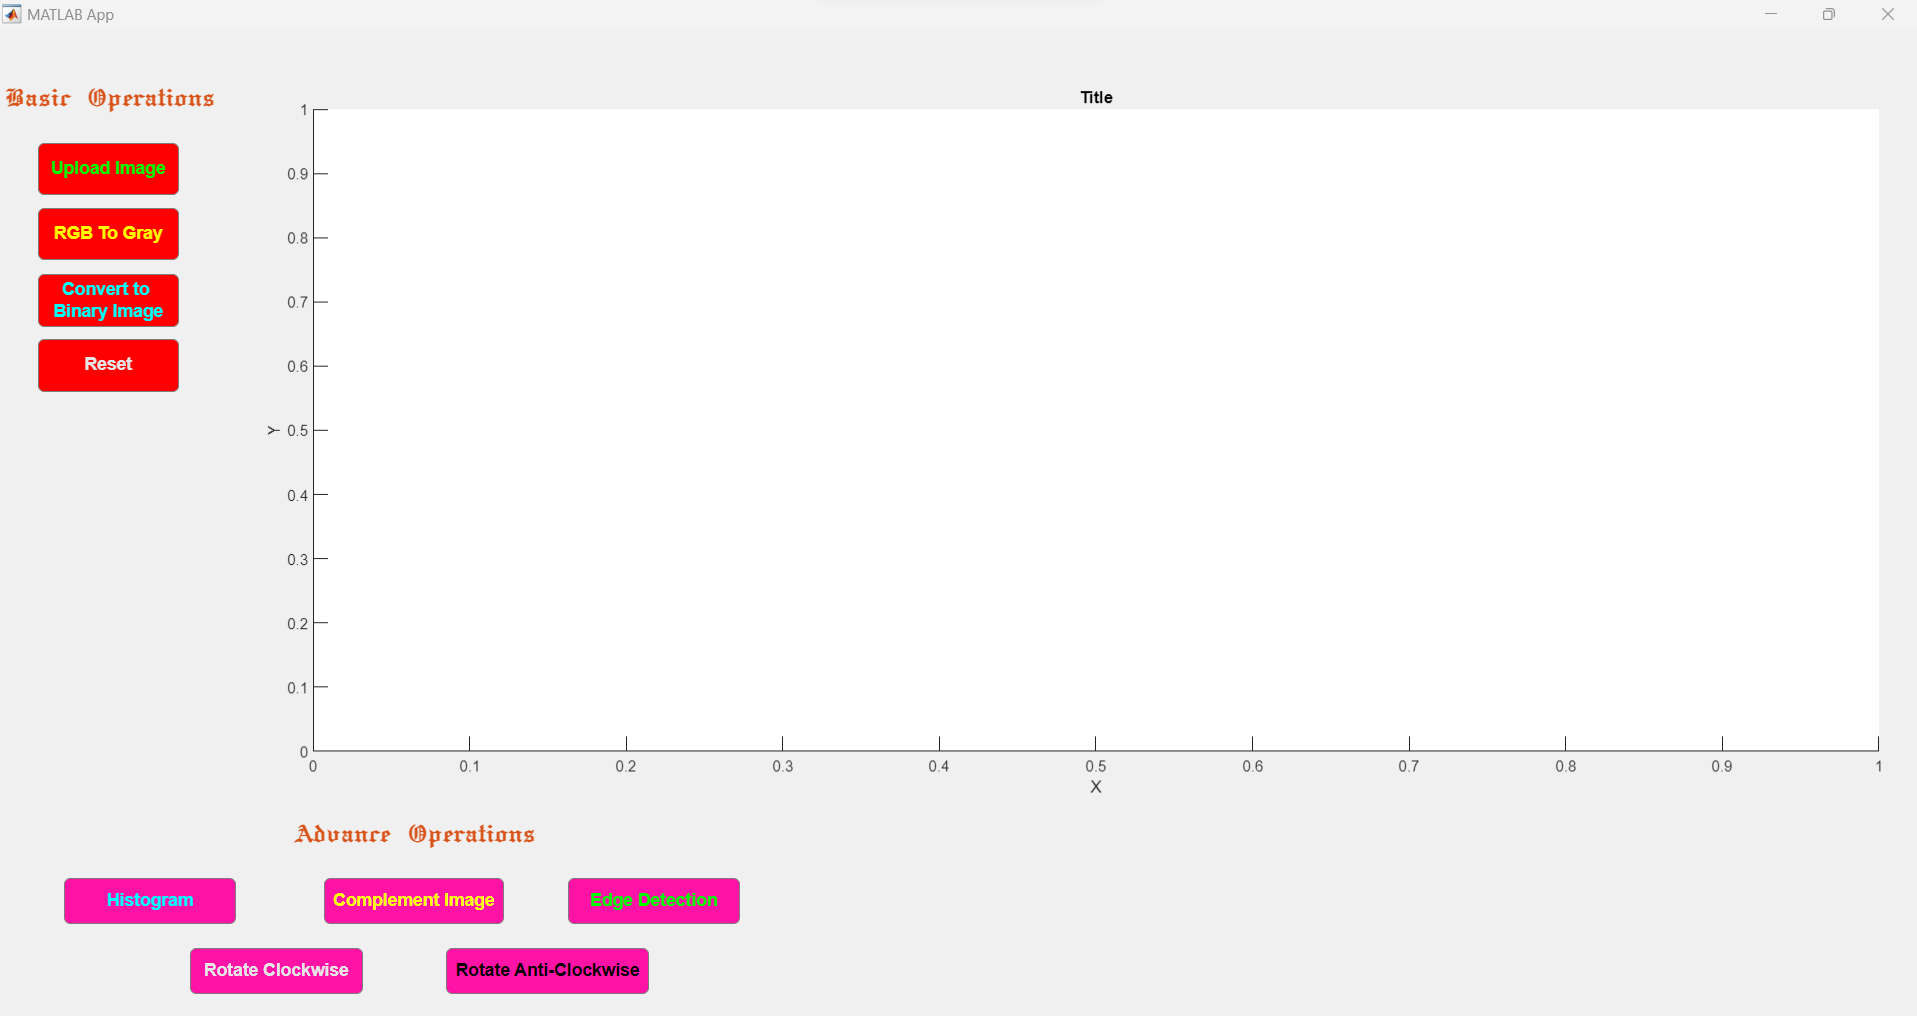 MATLAB App
Basic Operations
Upload Image
RGB To Gray
Convert to
Binary Image
Reset
Title
1
0.9
0.8
0.7
0.6
0.5
0.4
0.3
0.2
0.1
0
Y
0 0.1 0.2 0.3 0.4 0.5 0.6 0.7 0.8 0.9 1
X
Advance Operations
Histogram
Complement Image
Edge Detection
Rotate Clockwise
Rotate Anti-Clockwise